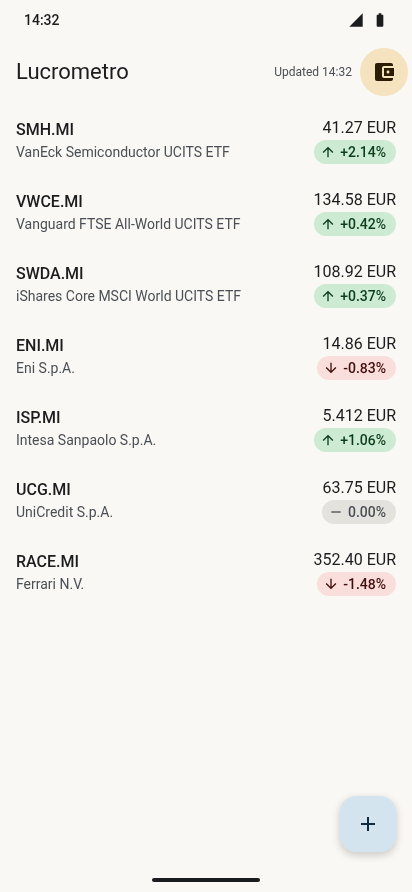 14:32
Lucrometro
Updated 14:32
SMH.MI
41.27 EUR
VanEck Semiconductor UCITS ETF
+2.14%
VWCE.MI
134.58 EUR
Vanguard FTSE All-World UCITS ETF
+0.42%
SWDA.MI
108.92 EUR
iShares Core MSCI World UCITS ETF
+0.37%
ENI.MI
14.86 EUR
Eni S.p.A.
-0.83%
ISP.MI
5.412 EUR
Intesa Sanpaolo S.p.A.
+1.06%
UCG.MI
63.75 EUR
UniCredit S.p.A.
0.00%
RACE.MI
352.40 EUR
Ferrari N.V.
-1.48%